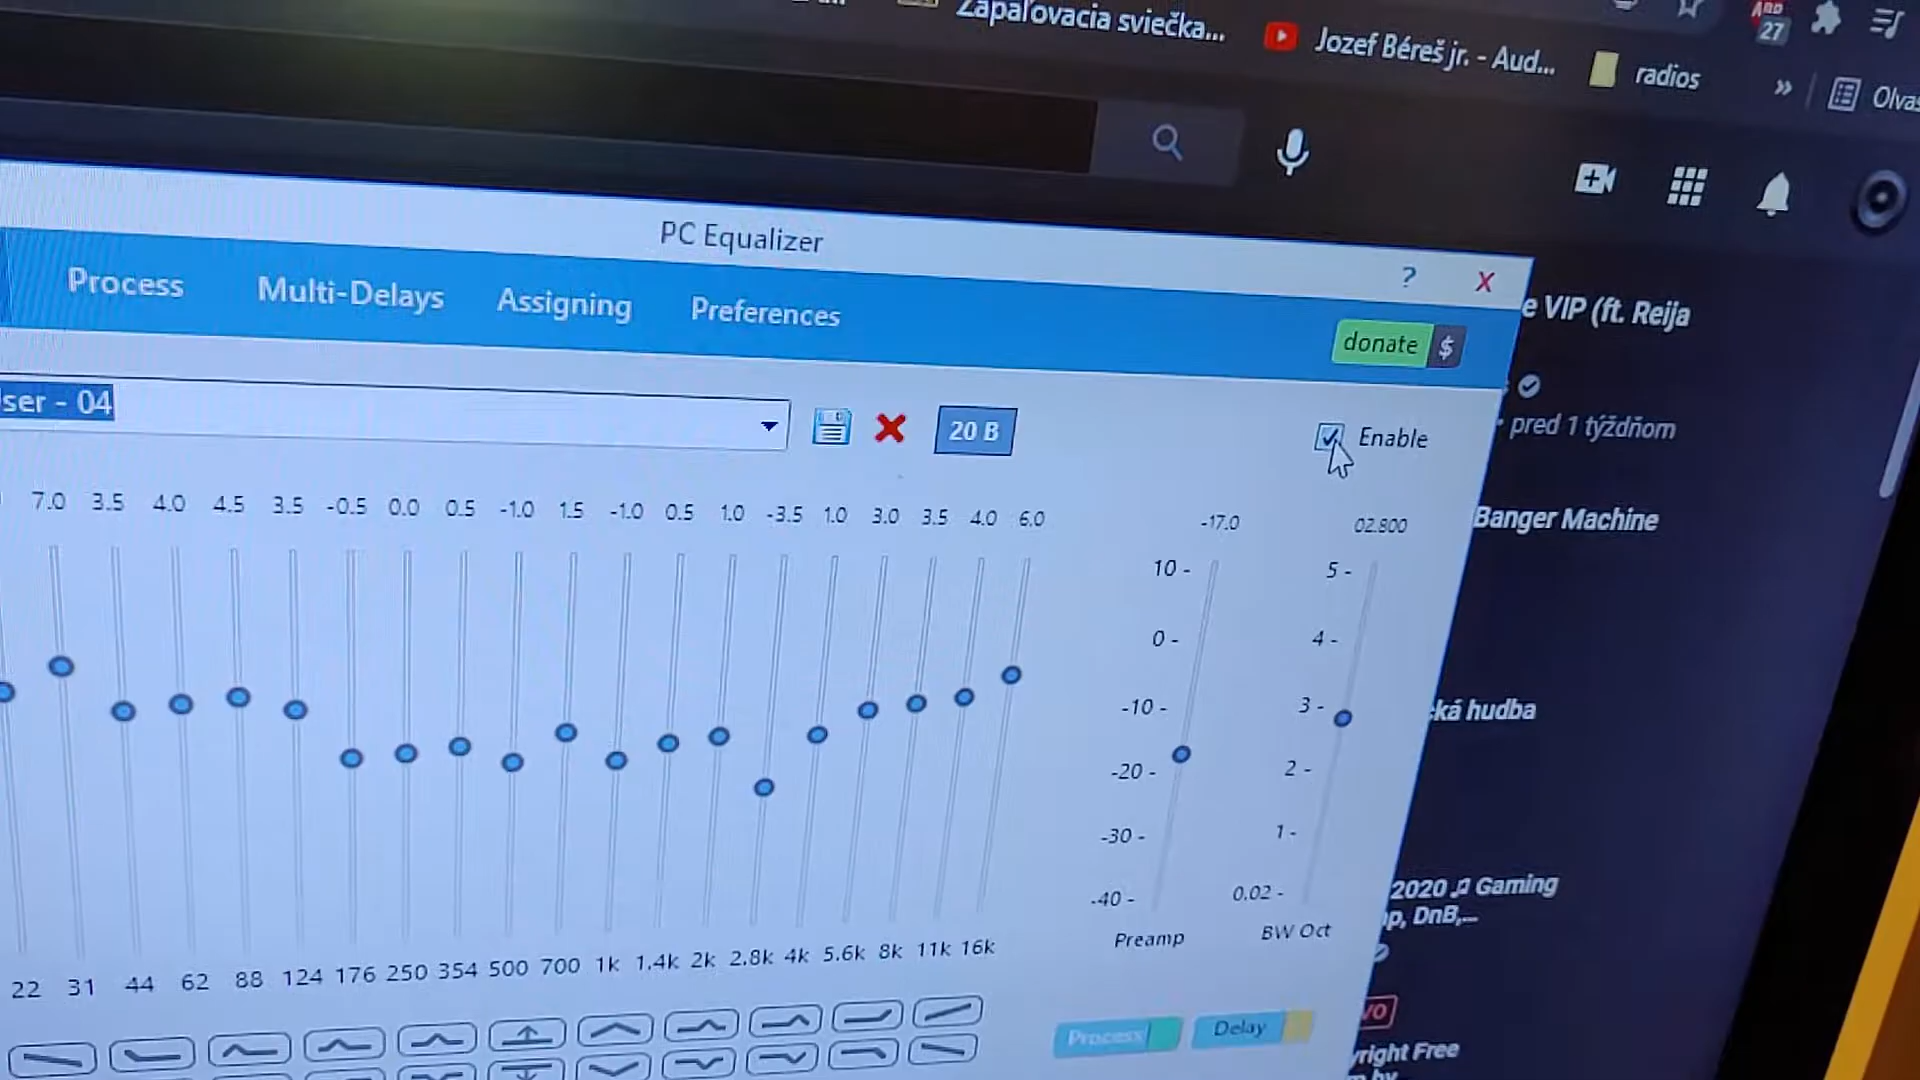 Zapaľovacia sviečka...
Jozef Béreš jr. - Aud...
radios
ARD
27
»
Olvas
PC Equalizer
?
X
Process
Multi-Delays
Assigning
Preferences
donate $
e VIP (ft. Reija
ser - 04
20 B
Enable
pred 1 týždňom
7.0 3.5 4.0 4.5 3.5 -0.5 0.0 0.5 -1.0 1.5 -1.0 0.5 1.0 -3.5 1.0 3.0 3.5 4.0 6.0
-17.0
02.800
Banger Machine
10 -
0 -
-10 -
-20 -
-30 -
-40 -
Preamp
5 -
4 -
3 -
2 -
1 -
0.02 -
BW Oct
ká hudba
2020 ♫ Gaming
p, DnB,...
22 31 44 62 88 124 176 250 354 500 700 1k 1.4k 2k 2.8k 4k 5.6k 8k 11k 16k
Process
Delay
VO
yright Free